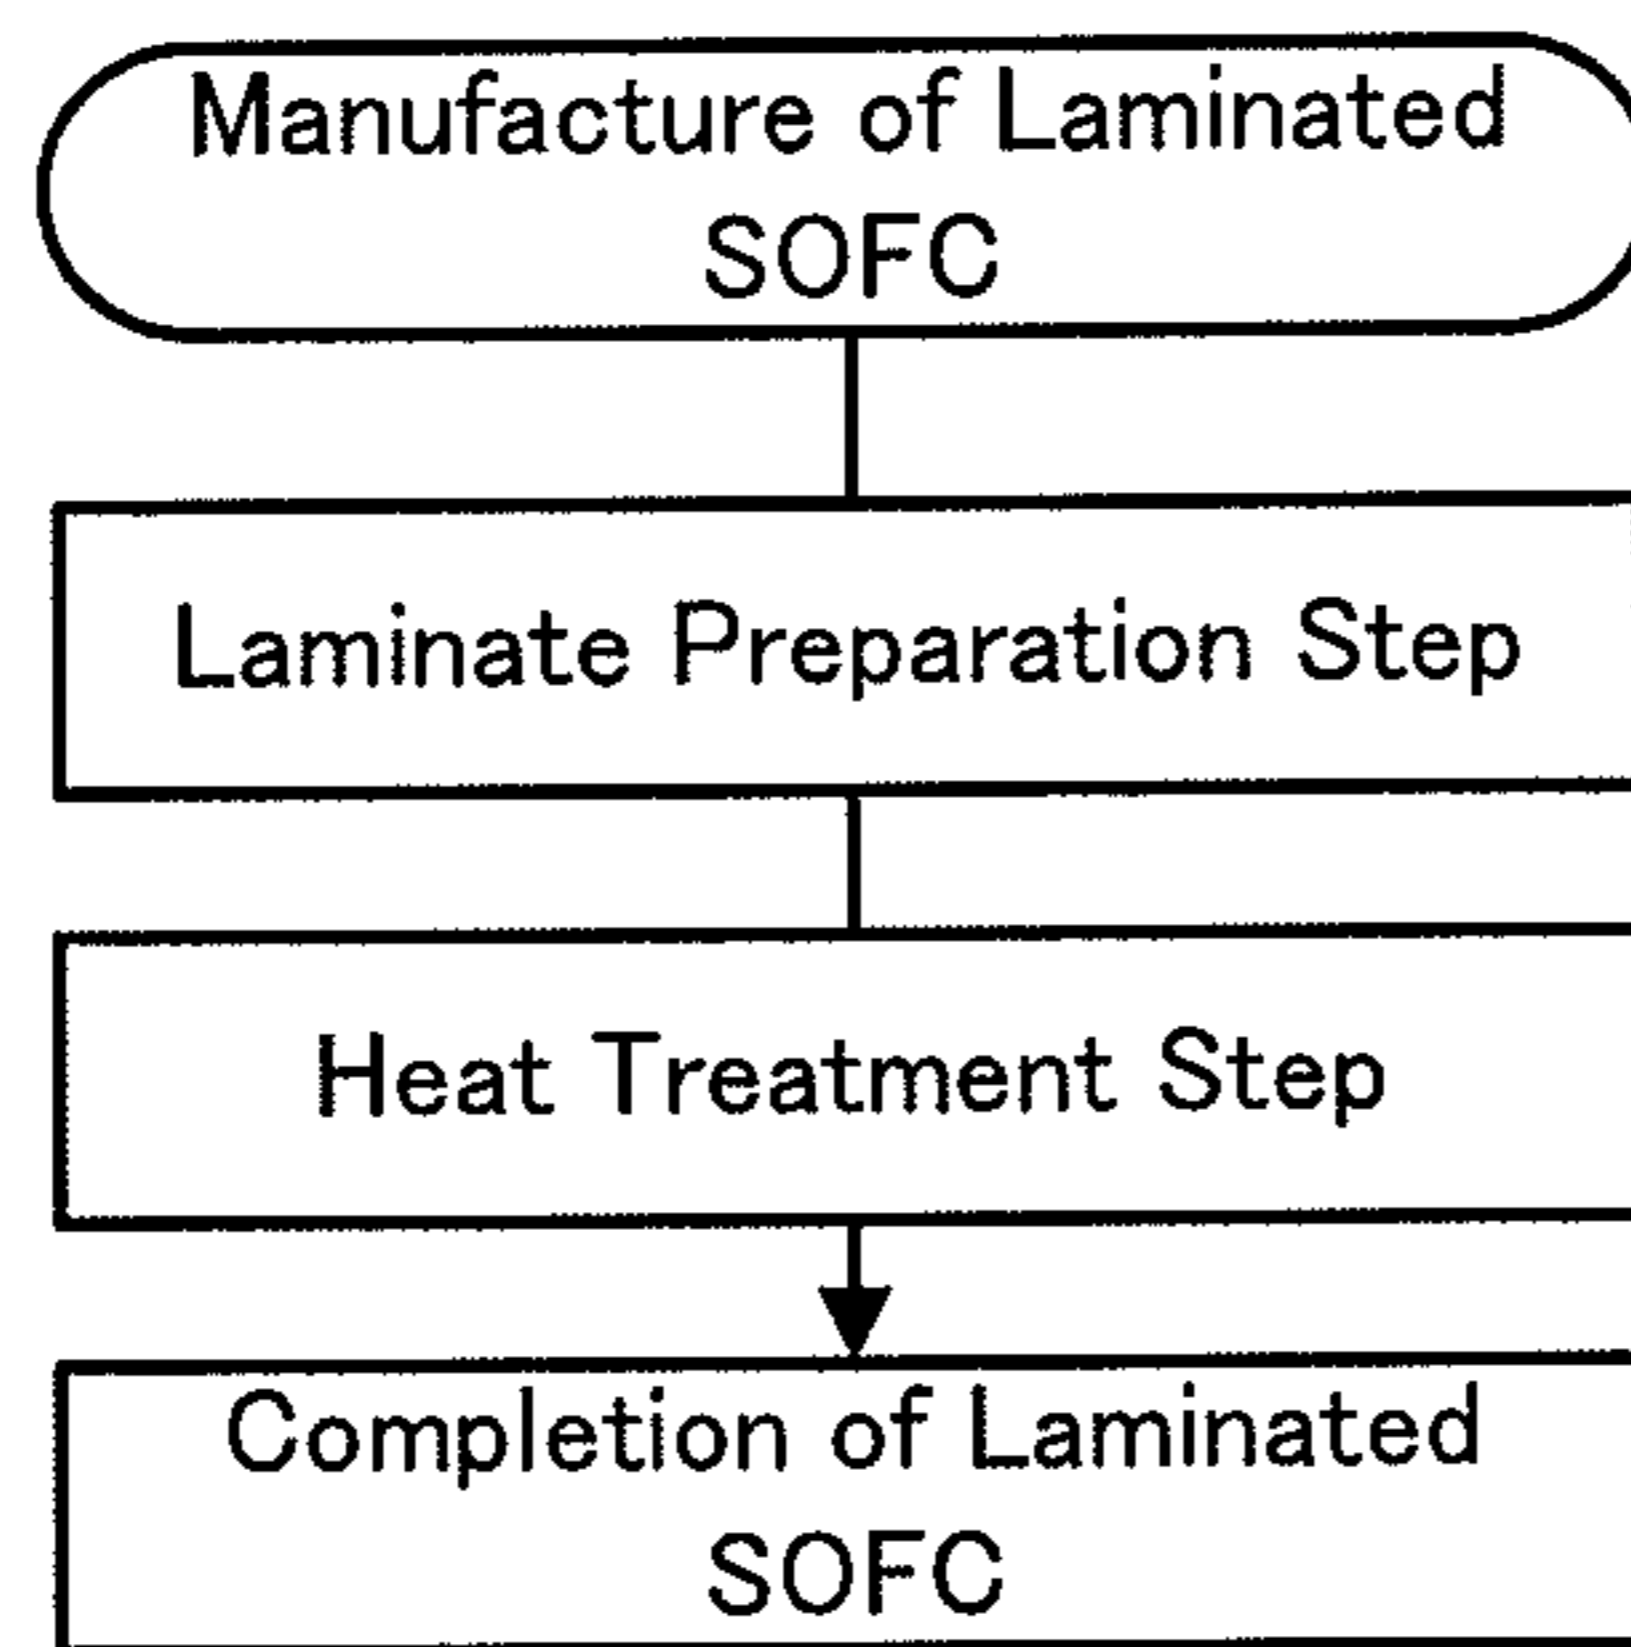 Manufacture of Laminated
SOFC
Laminate Preparation Step
Heat Treatment Step
Completion of Laminated
SOFC